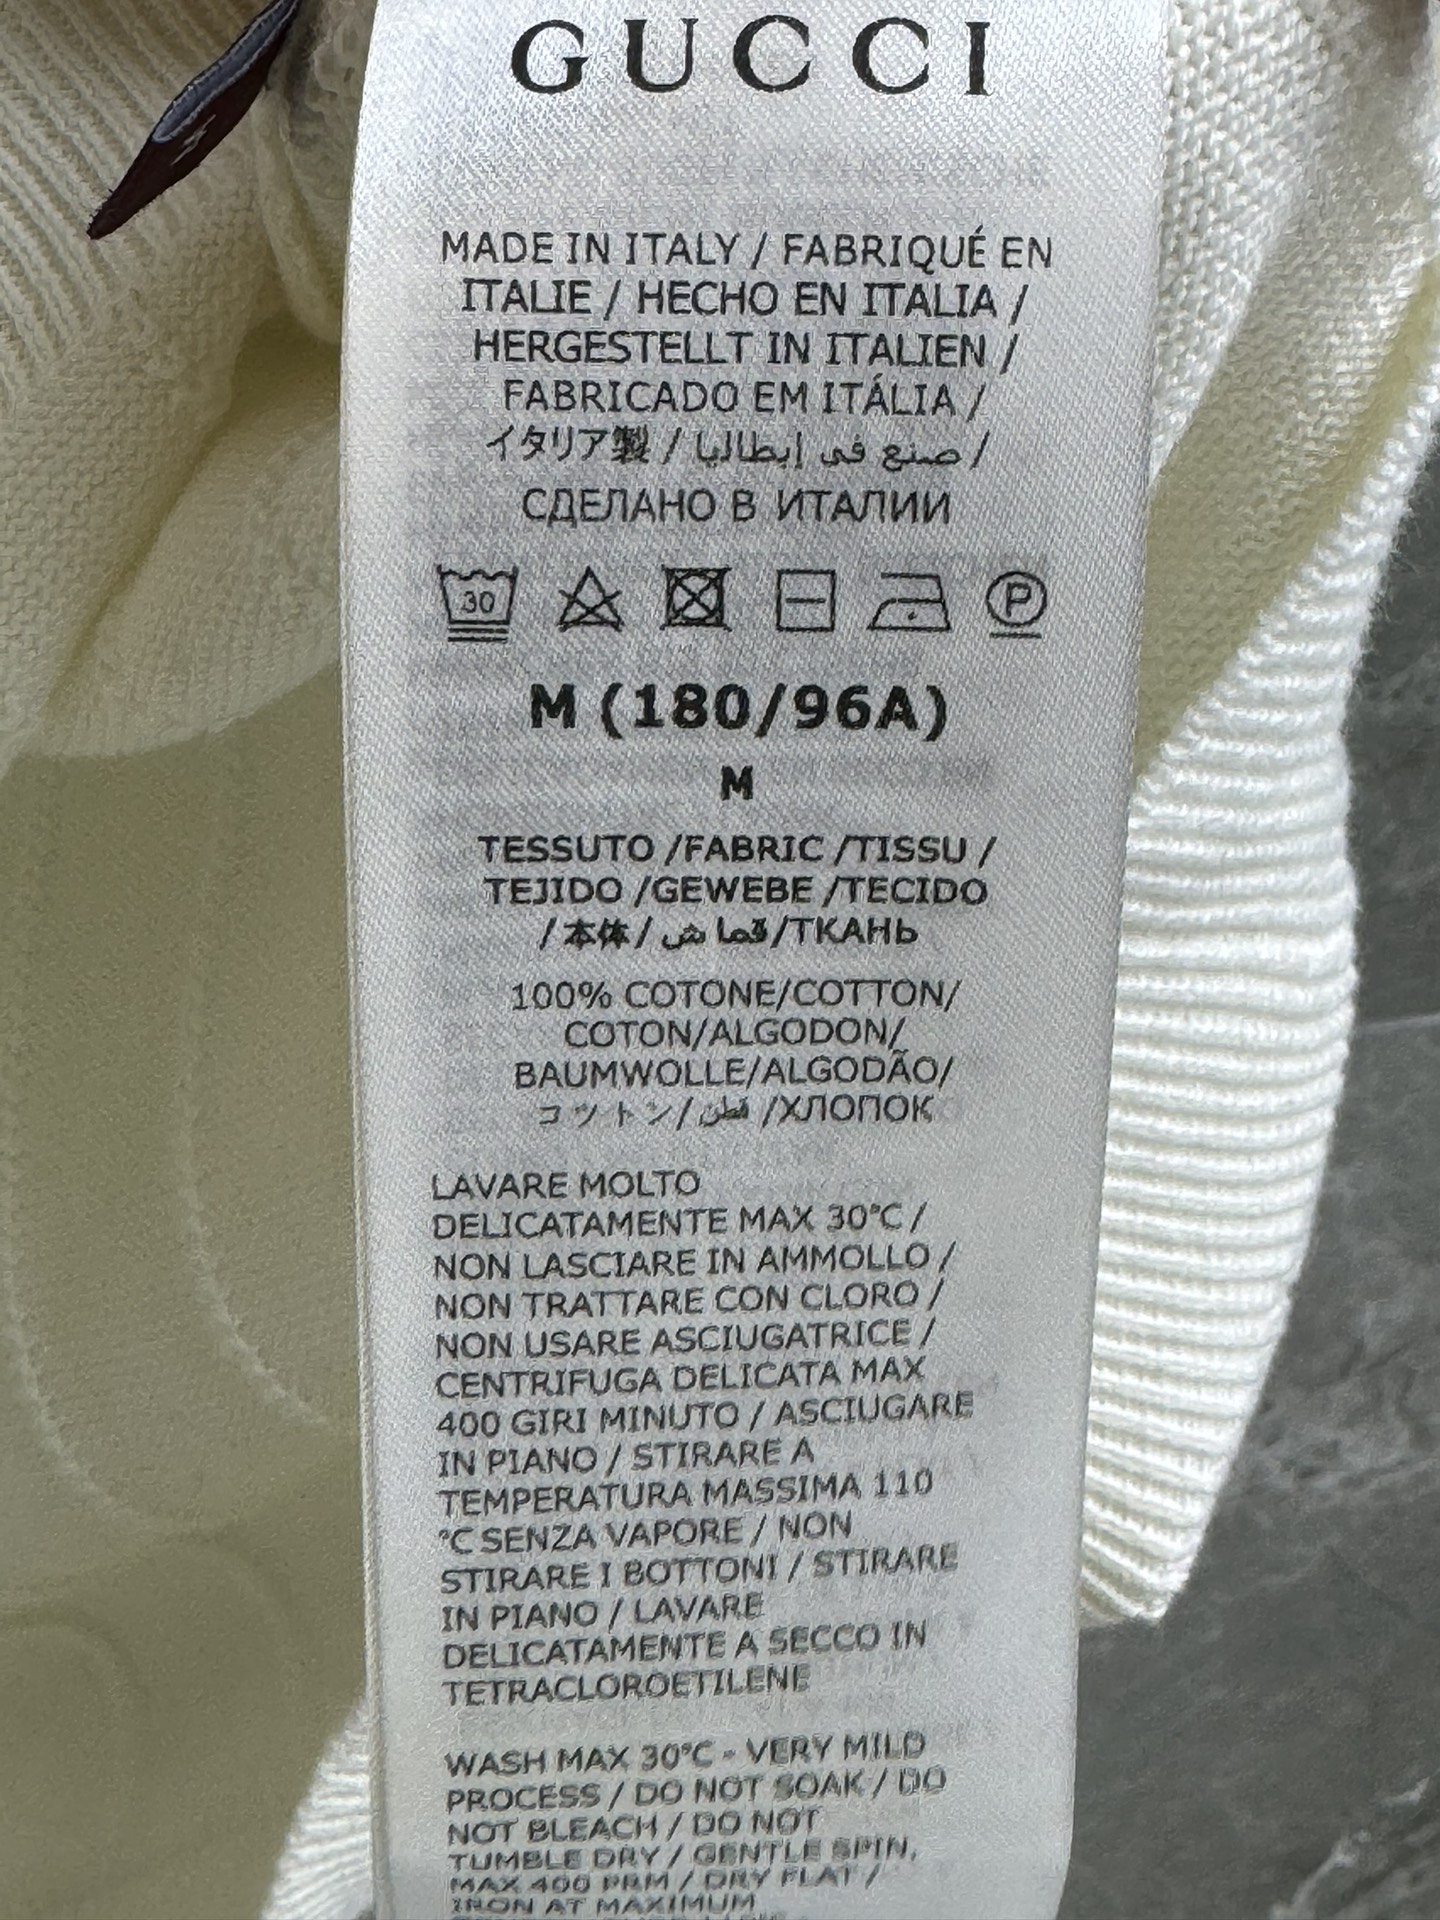 GUCCI
MADE IN ITALY / FABRIQUÉ EN
ITALIE / HECHO EN ITALIA /
HERGESTELLT IN ITALIEN /
FABRICADO EM ITÁLIA /
イタリア製 / صنع في إيطاليا /
СДЕЛАНО В ИТАЛИИ
30 P
M (180/96A)
M
TESSUTO /FABRIC /TISSU /
TEJIDO /GEWEBE /TECIDO
/本体/ قما ش/ТКАНЬ
100% COTONE/COTTON/
COTON/ALGODON/
BAUMWOLLE/ALGODÃO/
コットン/ قطن /ХЛОПОК
LAVARE MOLTO
DELICATAMENTE MAX 30°C /
NON LASCIARE IN AMMOLLO /
NON TRATTARE CON CLORO /
NON USARE ASCIUGATRICE /
CENTRIFUGA DELICATA MAX
400 GIRI MINUTO / ASCIUGARE
IN PIANO / STIRARE A
TEMPERATURA MASSIMA 110
°C SENZA VAPORE / NON
STIRARE I BOTTONI / STIRARE
IN PIANO / LAVARE
DELICATAMENTE A SECCO IN
TETRACLOROETILENE
WASH MAX 30°C - VERY MILD
PROCESS / DO NOT SOAK / DO
NOT BLEACH / DO NOT
TUMBLE DRY / GENTLE SPIN,
MAX 400 PRM / DRY FLAT /
IRON AT MAXIMUM